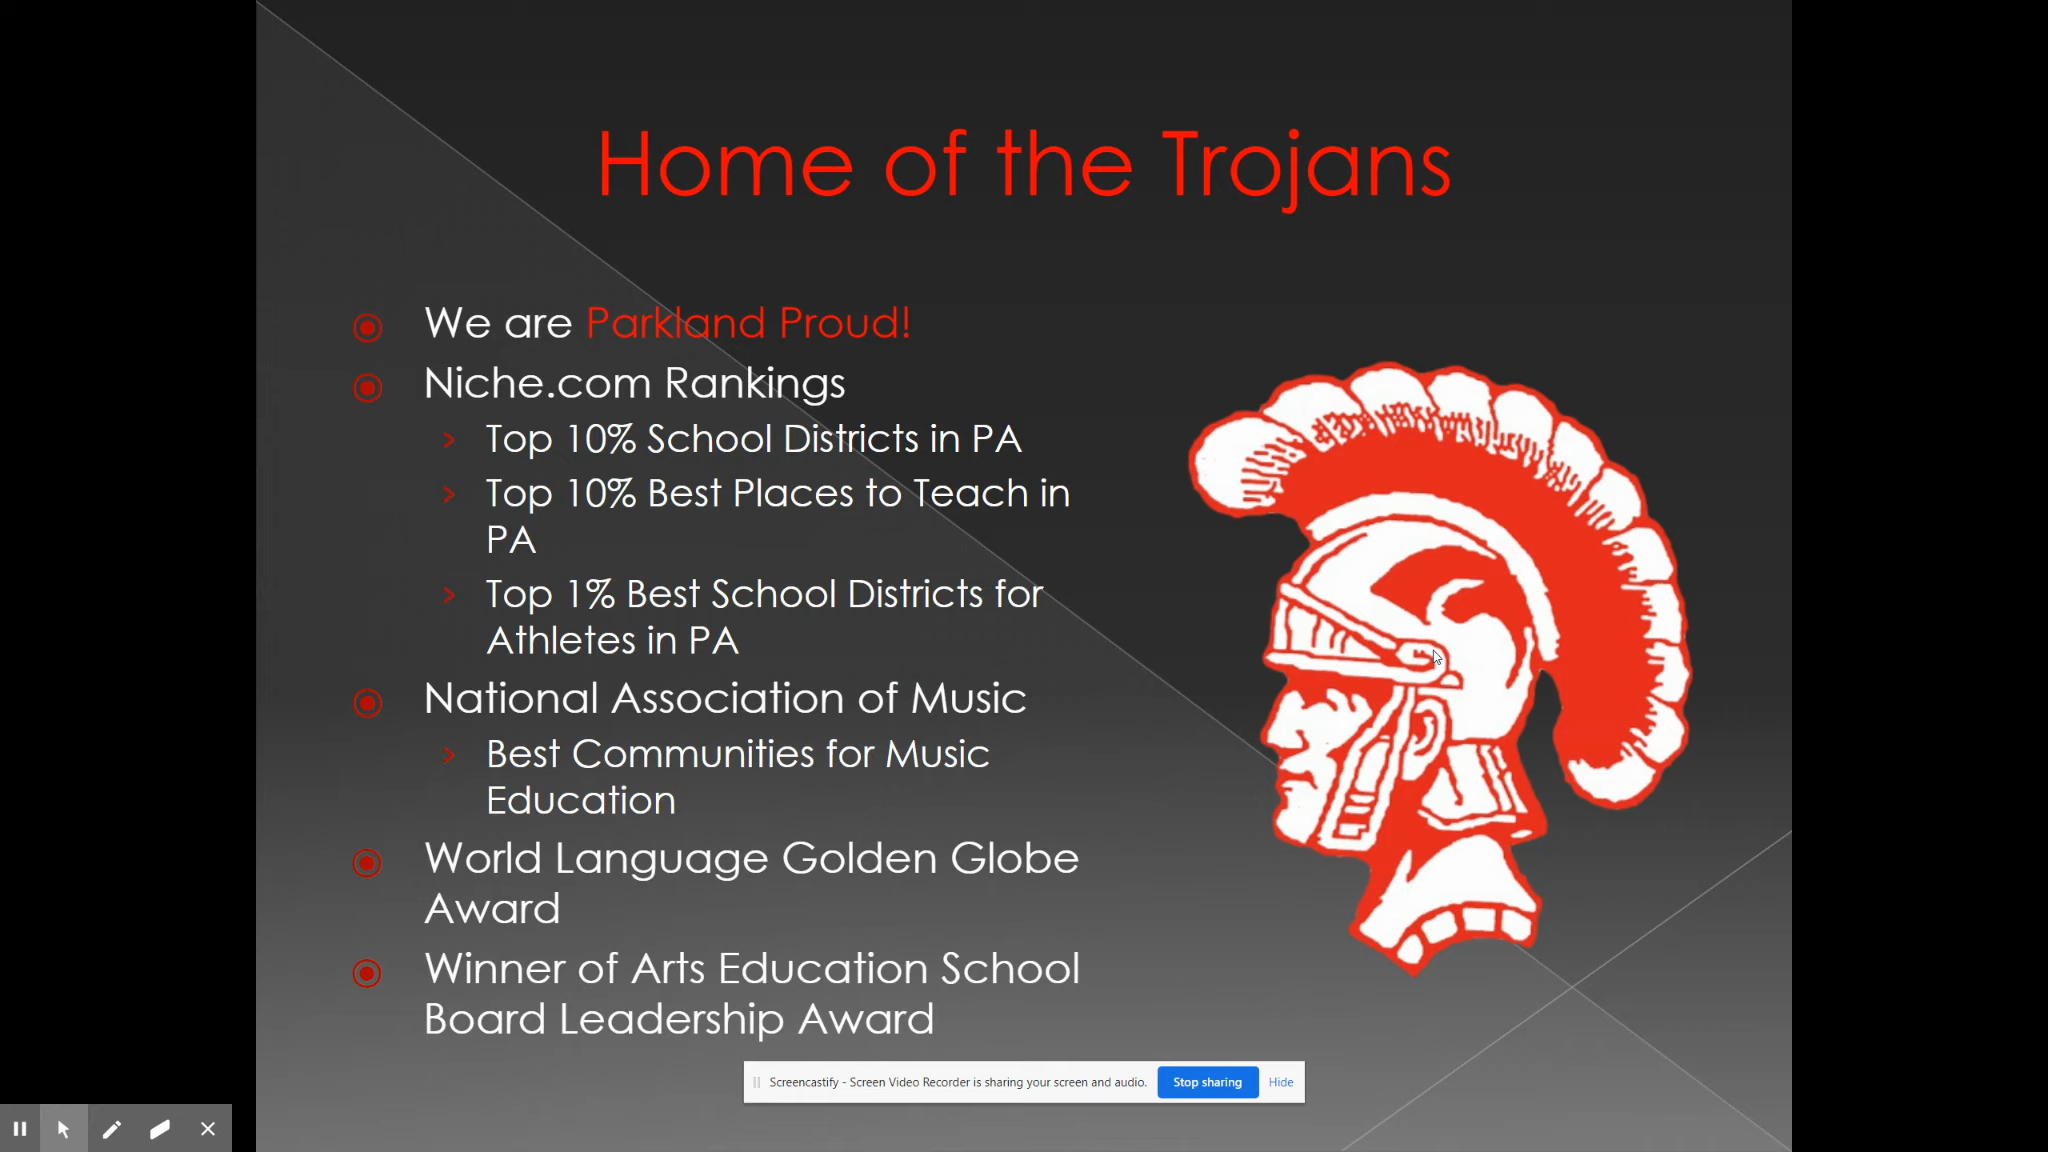 Home of the Trojans
We are Parkland Proud!
Niche.com Rankings
Top 10% School Districts in PA
Top 10% Best Places to Teach in
PA
Top 1% Best School Districts for
Athletes in PA
National Association of Music
Best Communities for Music
Education
World Language Golden Globe
Award
Winner of Arts Education School
Board Leadership Award
Screencastify - Screen Video Recorder is sharing your screen and audio. Stop sharing Hide